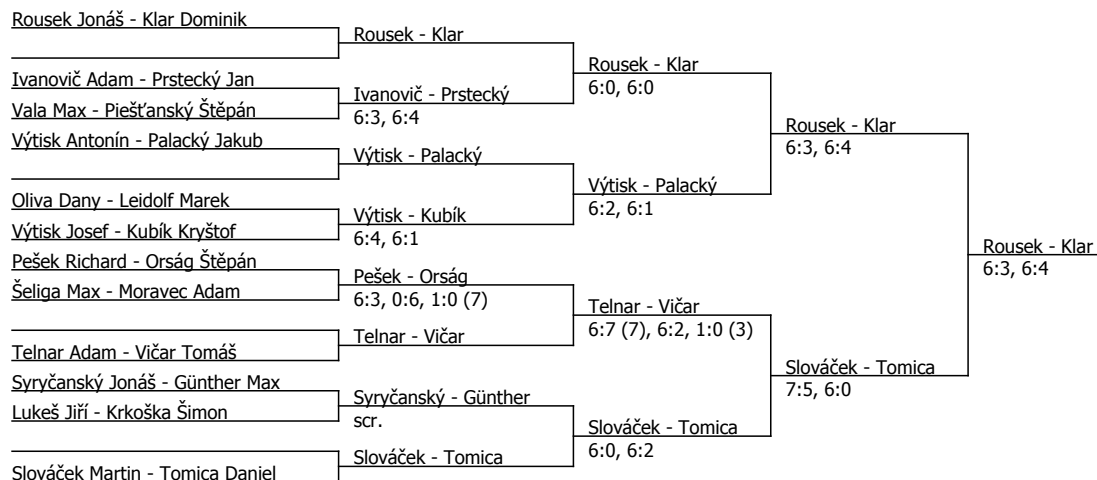 Rousek Jonáš - Klar Dominik
Ivanovič Adam - Prstecký Jan
Vala Max - Piešťanský Štěpán
Výtisk Antonín - Palacký Jakub
Oliva Dany - Leidolf Marek
Výtisk Josef - Kubík Kryštof
Pešek Richard - Orság Štěpán
Šeliga Max - Moravec Adam
Telnar Adam - Vičar Tomáš
Syryčanský Jonáš - Günther Max
Lukeš Jiří - Krkoška Šimon
Slováček Martin - Tomica Daniel
Rousek - Klar
Ivanovič - Prstecký
6:3, 6:4
Výtisk - Palacký
Výtisk - Kubík
6:4, 6:1
Pešek - Orság
6:3, 0:6, 1:0 (7)
Telnar - Vičar
Syryčanský - Günther
scr.
Slováček - Tomica
Rousek - Klar
6:0, 6:0
Výtisk - Palacký
6:2, 6:1
Telnar - Vičar
6:7 (7), 6:2, 1:0 (3)
Slováček - Tomica
6:0, 6:2
Rousek - Klar
6:3, 6:4
Slováček - Tomica
7:5, 6:0
Rousek - Klar
6:3, 6:4